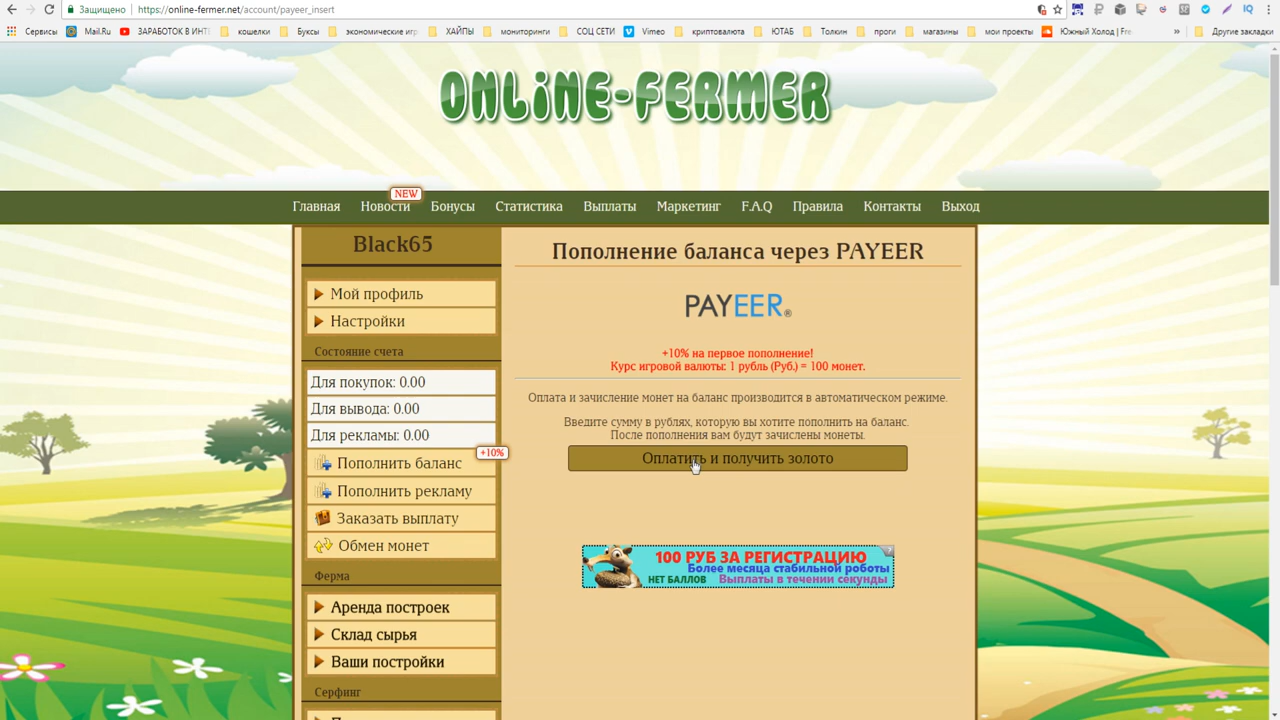 Защищено
https://online-fermer.net/account/payeer_insert
Сервисы
Mail.Ru
ЗАРАБОТОК В ИНТ
кошелки
Буксы
экономические игр
ХАЙПЫ
мониторинги
СОЦ СЕТИ
Vimeo
криптовалюта
ЮТАБ
Толкин
проги
магазины
мои проекты
Южный Холод | Fre
Другие закладки
ONLINE-FERMER
NEW
Главная
Новости
Бонусы
Статистика
Выплаты
Маркетинг
F.A.Q
Правила
Контакты
Выход
Black65
Мой профиль
Настройки
Состояние счета
Для покупок: 0.00
Для вывода: 0.00
Для рекламы: 0.00
+10%
Пополнить баланс
Пополнить рекламу
Заказать выплату
Обмен монет
Ферма
Аренда построек
Склад сырья
Ваши постройки
Серфинг
Пополнение баланса через PAYEER
PAYEER®
+10% на первое пополнение!
Курс игровой валюты: 1 рубль (Руб.) = 100 монет.
Оплата и зачисление монет на баланс производится в автоматическом режиме.
Введите сумму в рублях, которую вы хотите пополнить на баланс.
После пополнения вам будут зачислены монеты.
Оплатить и получить золото
100 РУБ ЗА РЕГИСТРАЦИЮ
Более месяца стабильной работы
НЕТ БАЛЛОВ Выплаты в течении секунды